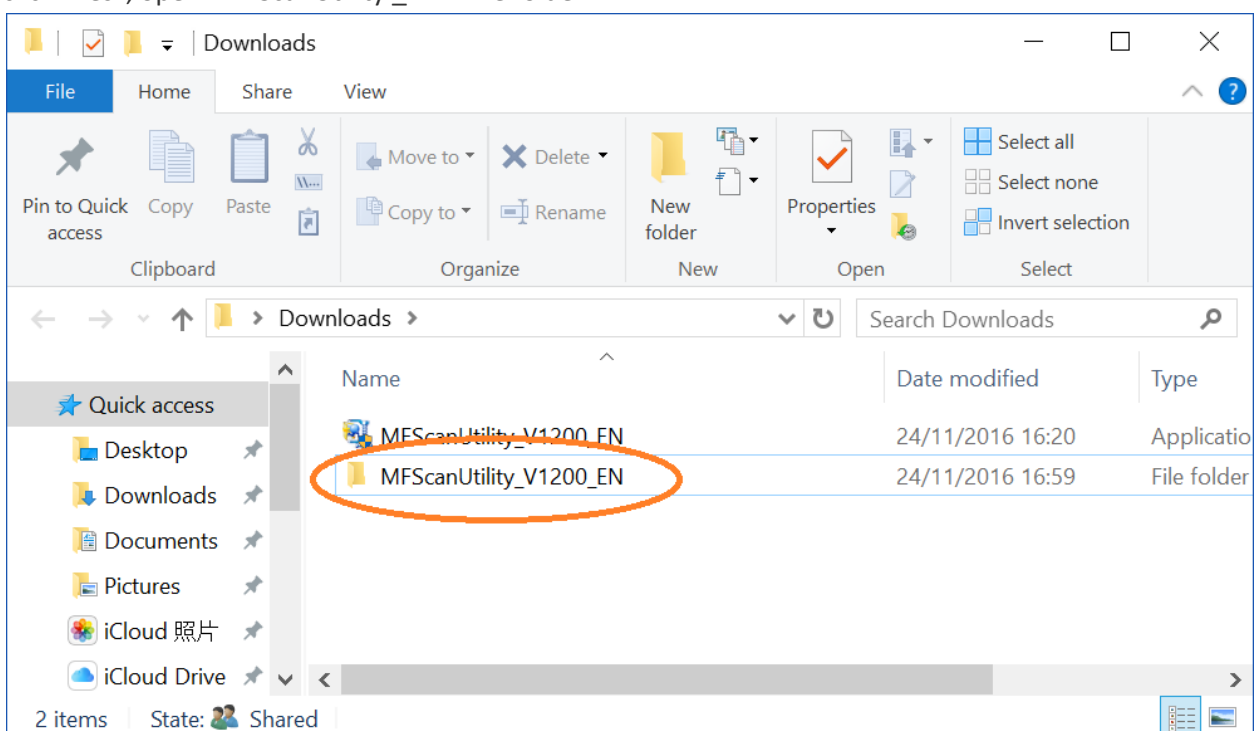 Downloads
File Home Share View
Pin to Quick access
Copy
Paste
Clipboard
Move to
Copy to
Delete
Rename
Organize
New folder
New
Properties
Open
Select all
Select none
Invert selection
Select
Downloads
Search Downloads
Name Date modified Type
Quick access
Desktop
Downloads
Documents
Pictures
iCloud 照片
iCloud Drive
MFScanUtility_V1200_EN 24/11/2016 16:20 Applicatio
MFScanUtility_V1200_EN 24/11/2016 16:59 File folder
2 items State: Shared